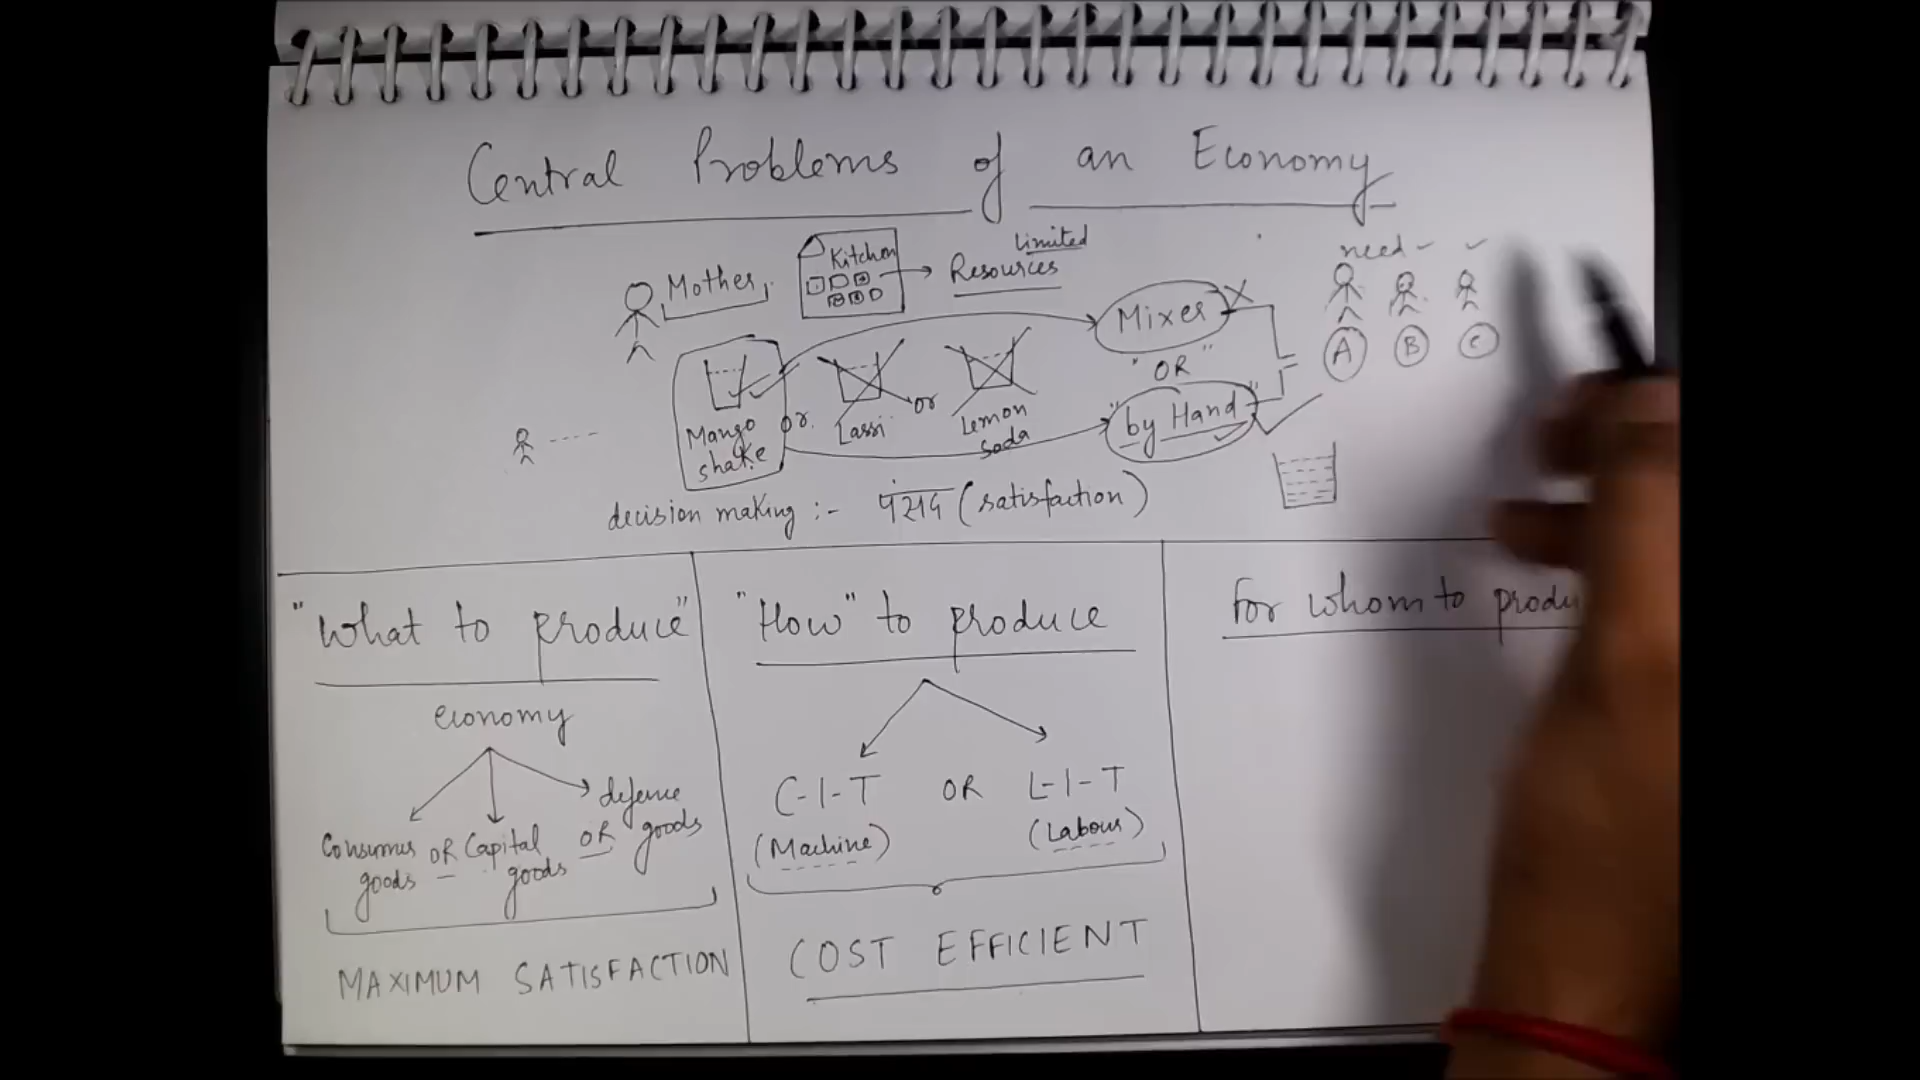 Central Problems of an Economy
need
Mother
Kitchen
Limited
Resources
Mixer
"OR"
"by Hand"
A B C
Mango shake or Lassi or Lemon soda
decision making :- (satisfaction)
"What to produce"
economy
Consumer goods OR Capital goods OR defence goods
MAXIMUM SATISFACTION
"How" to produce
C-I-T OR L-I-T
(Machine) (Labour)
COST EFFICIENT
for whom to produ